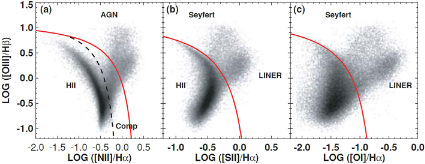 (a) AGN
(b) Seyfert
(c) Seyfert
HII
Comp
HII
LINER
LINER
LOG ([OIII]/Hβ)
1.5
1.0
0.5
0.0
-0.5
-1.0
-2.0 -1.5 -1.0 -0.5 0.0 0.5
-1.0 -0.5 0.0 0.5
-2.0 -1.5 -1.0 -0.5 0.0
LOG ([NII]/Hα)
LOG ([SII]/Hα)
LOG ([OI]/Hα)